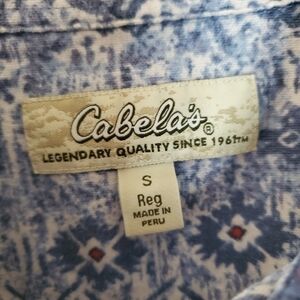 Cabela's®
LEGENDARY QUALITY SINCE 1961™
S
Reg
MADE IN
PERU